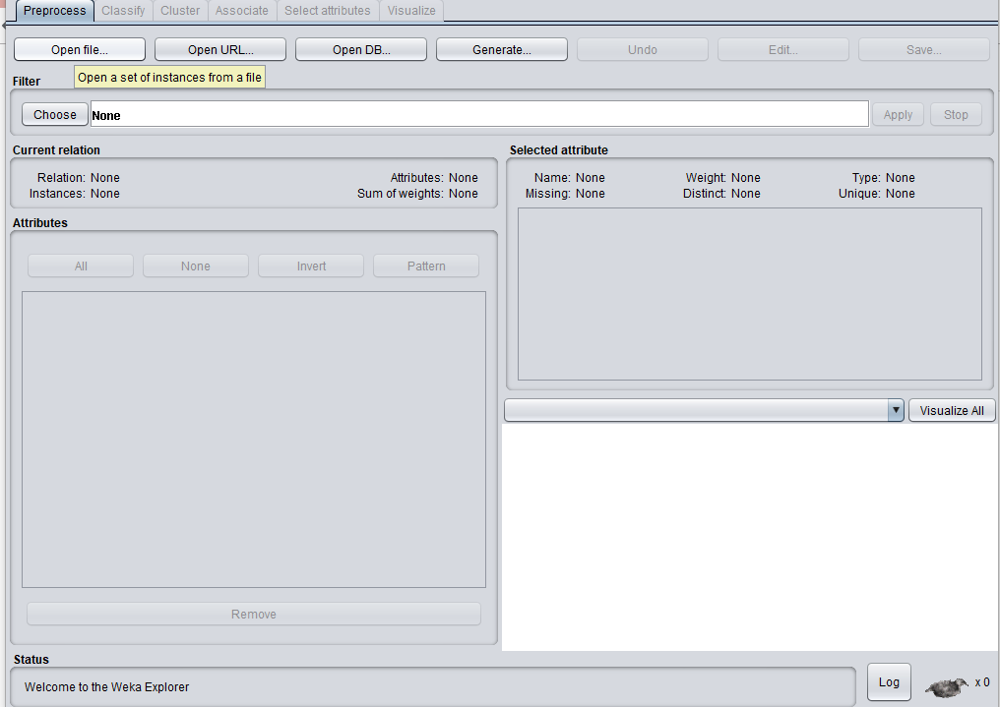 Preprocess Classify Cluster Associate Select attributes Visualize
Open file... Open URL... Open DB... Generate... Undo Edit... Save...
Open a set of instances from a file
Filter
Choose None Apply Stop
Current relation
Relation: None Attributes: None
Instances: None Sum of weights: None
Attributes
All None Invert Pattern
Remove
Selected attribute
Name: None Weight: None Type: None
Missing: None Distinct: None Unique: None
Visualize All
Status
Welcome to the Weka Explorer
Log x 0